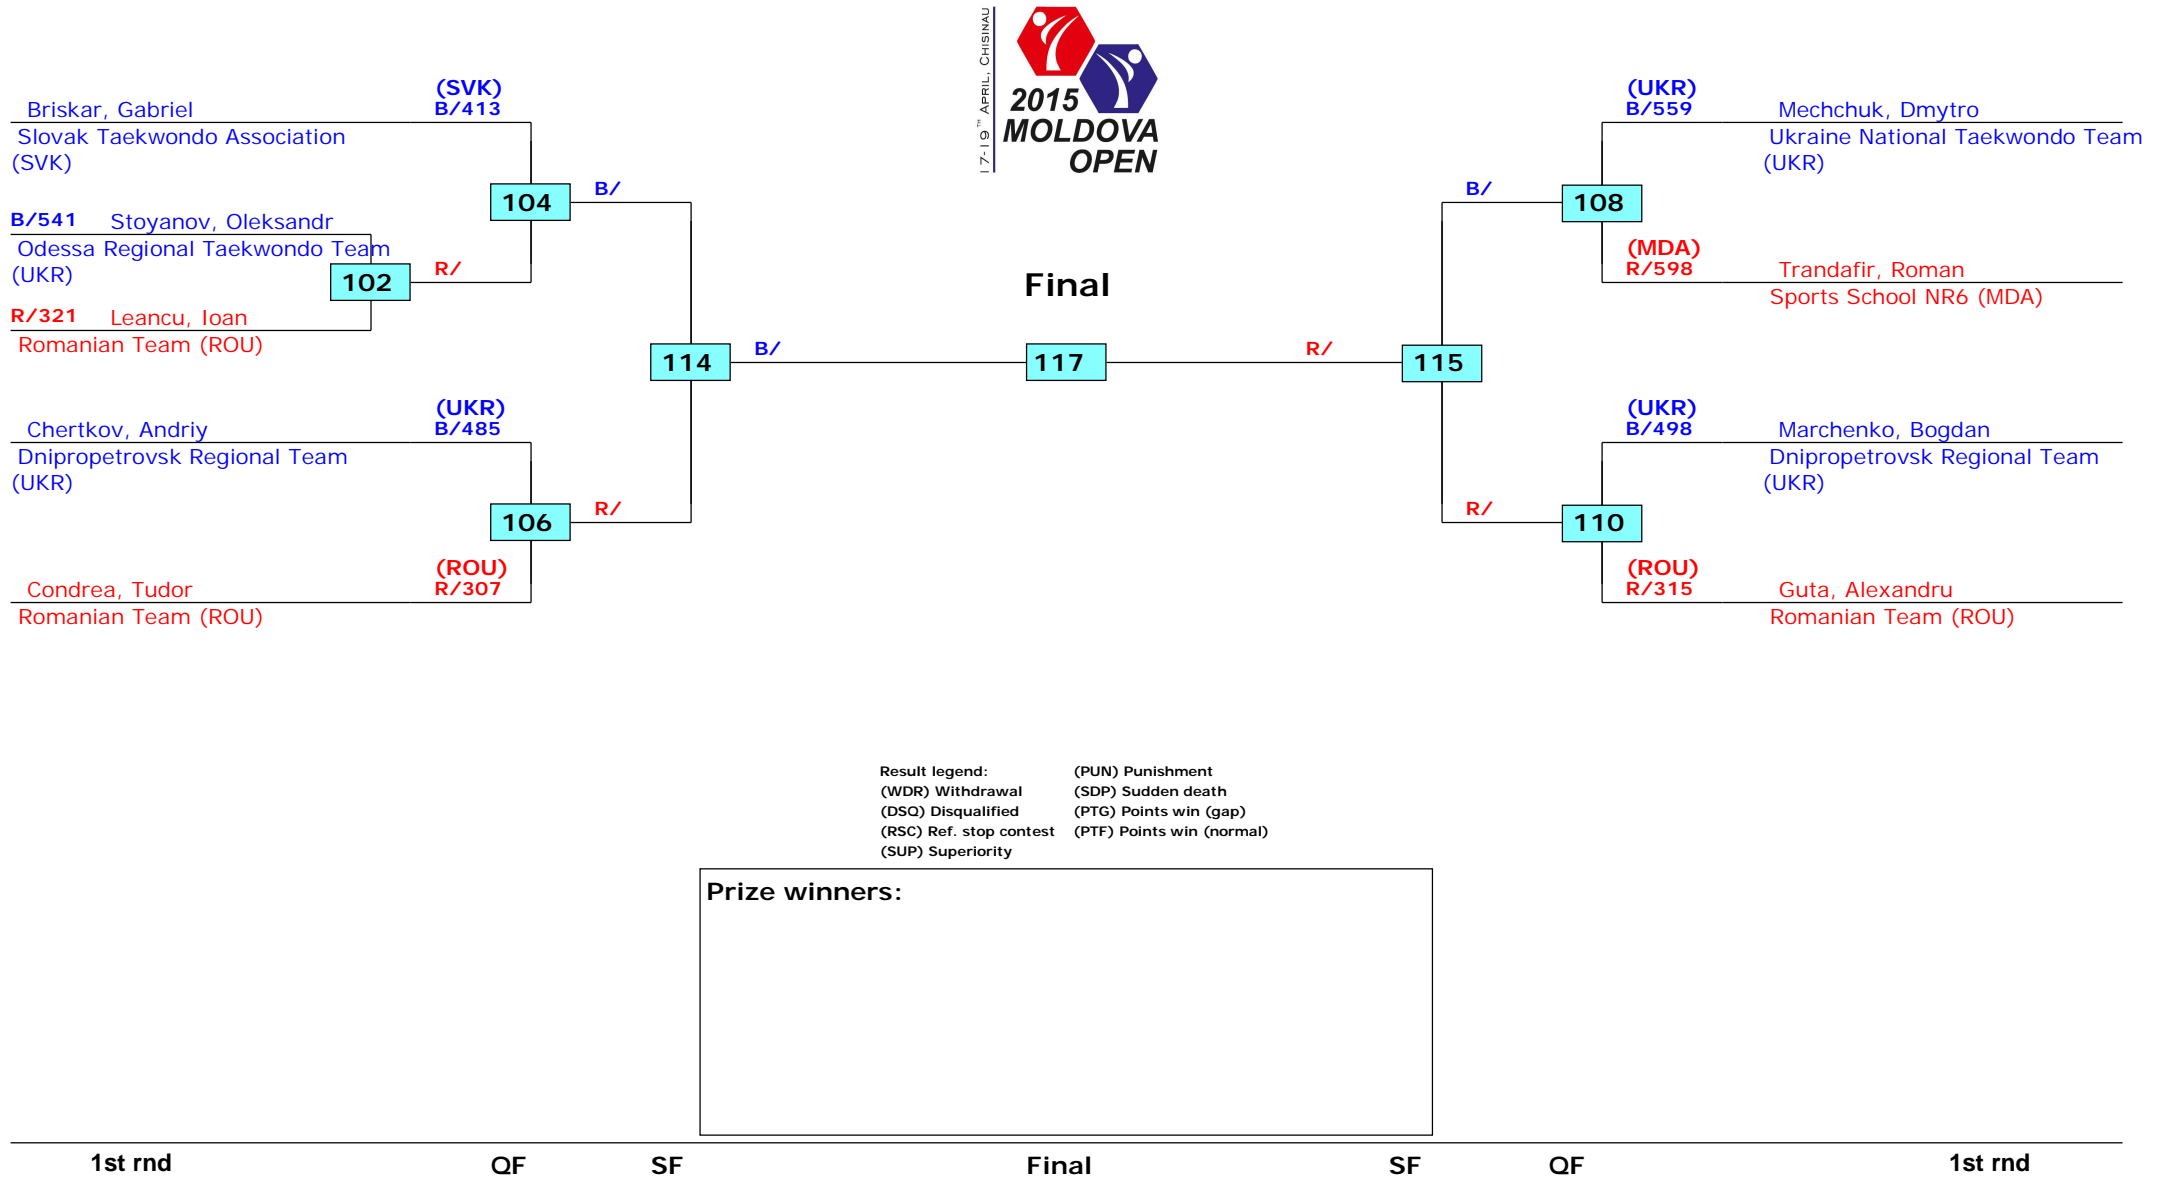 17-19TH APRIL, CHISINAU
2015
MOLDOVA
OPEN
(SVK)
Briskar, Gabriel B/413
Slovak Taekwondo Association
(SVK)
104
B/
B/541 Stoyanov, Oleksandr
Odessa Regional Taekwondo Team
(UKR)
102
R/
R/321 Leancu, Ioan
Romanian Team (ROU)
114
B/
(UKR)
Chertkov, Andriy B/485
Dnipropetrovsk Regional Team
(UKR)
106
R/
(ROU)
Condrea, Tudor R/307
Romanian Team (ROU)
Final
117
(UKR)
B/559 Mechchuk, Dmytro
Ukraine National Taekwondo Team
(UKR)
B/
108
(MDA)
R/598 Trandafir, Roman
Sports School NR6 (MDA)
R/
115
(UKR)
B/498 Marchenko, Bogdan
Dnipropetrovsk Regional Team
(UKR)
R/
110
(ROU)
R/315 Guta, Alexandru
Romanian Team (ROU)
Result legend: (PUN) Punishment
(WDR) Withdrawal (SDP) Sudden death
(DSQ) Disqualified (PTG) Points win (gap)
(RSC) Ref. stop contest (PTF) Points win (normal)
(SUP) Superiority
Prize winners:
1st rnd QF SF Final SF QF 1st rnd